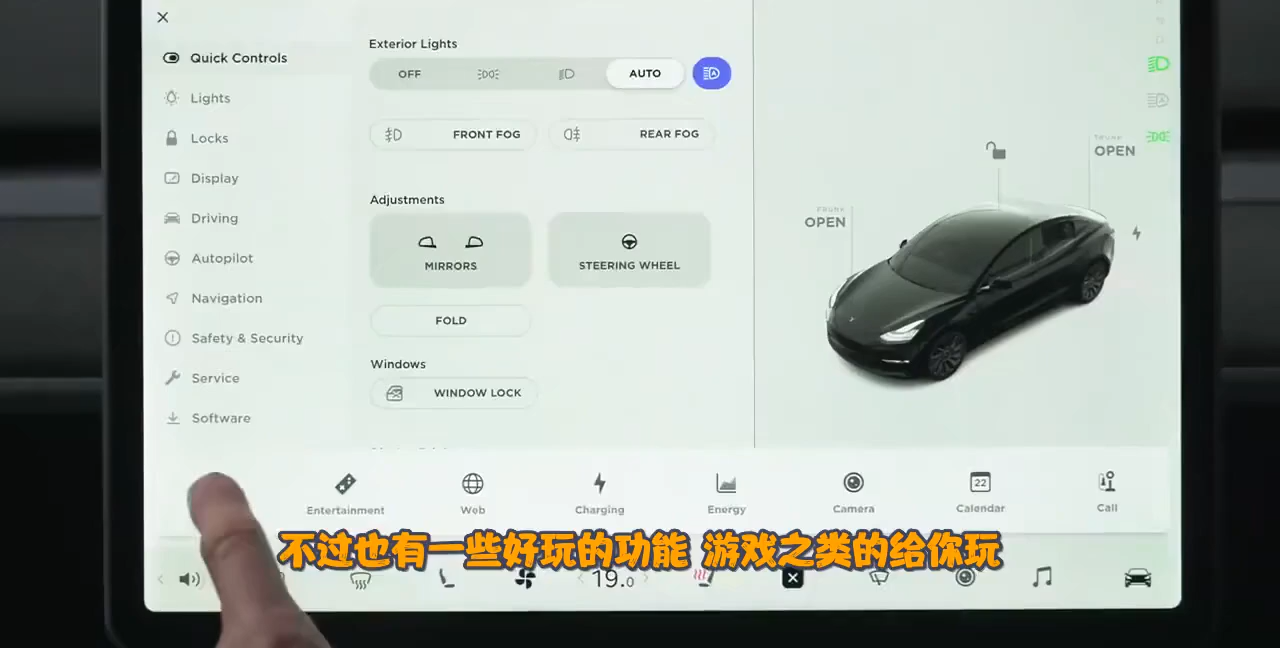 Quick Controls
Lights
Locks
Display
Driving
Autopilot
Navigation
Safety & Security
Service
Software
Exterior Lights
OFF
AUTO
FRONT FOG
REAR FOG
Adjustments
MIRRORS
STEERING WHEEL
FOLD
Windows
WINDOW LOCK
FRUNK
OPEN
TRUNK
OPEN
Entertainment
Web
Charging
Energy
Camera
22
Calendar
Call
不过也有一些好玩的功能 游戏之类的给你玩
19.0